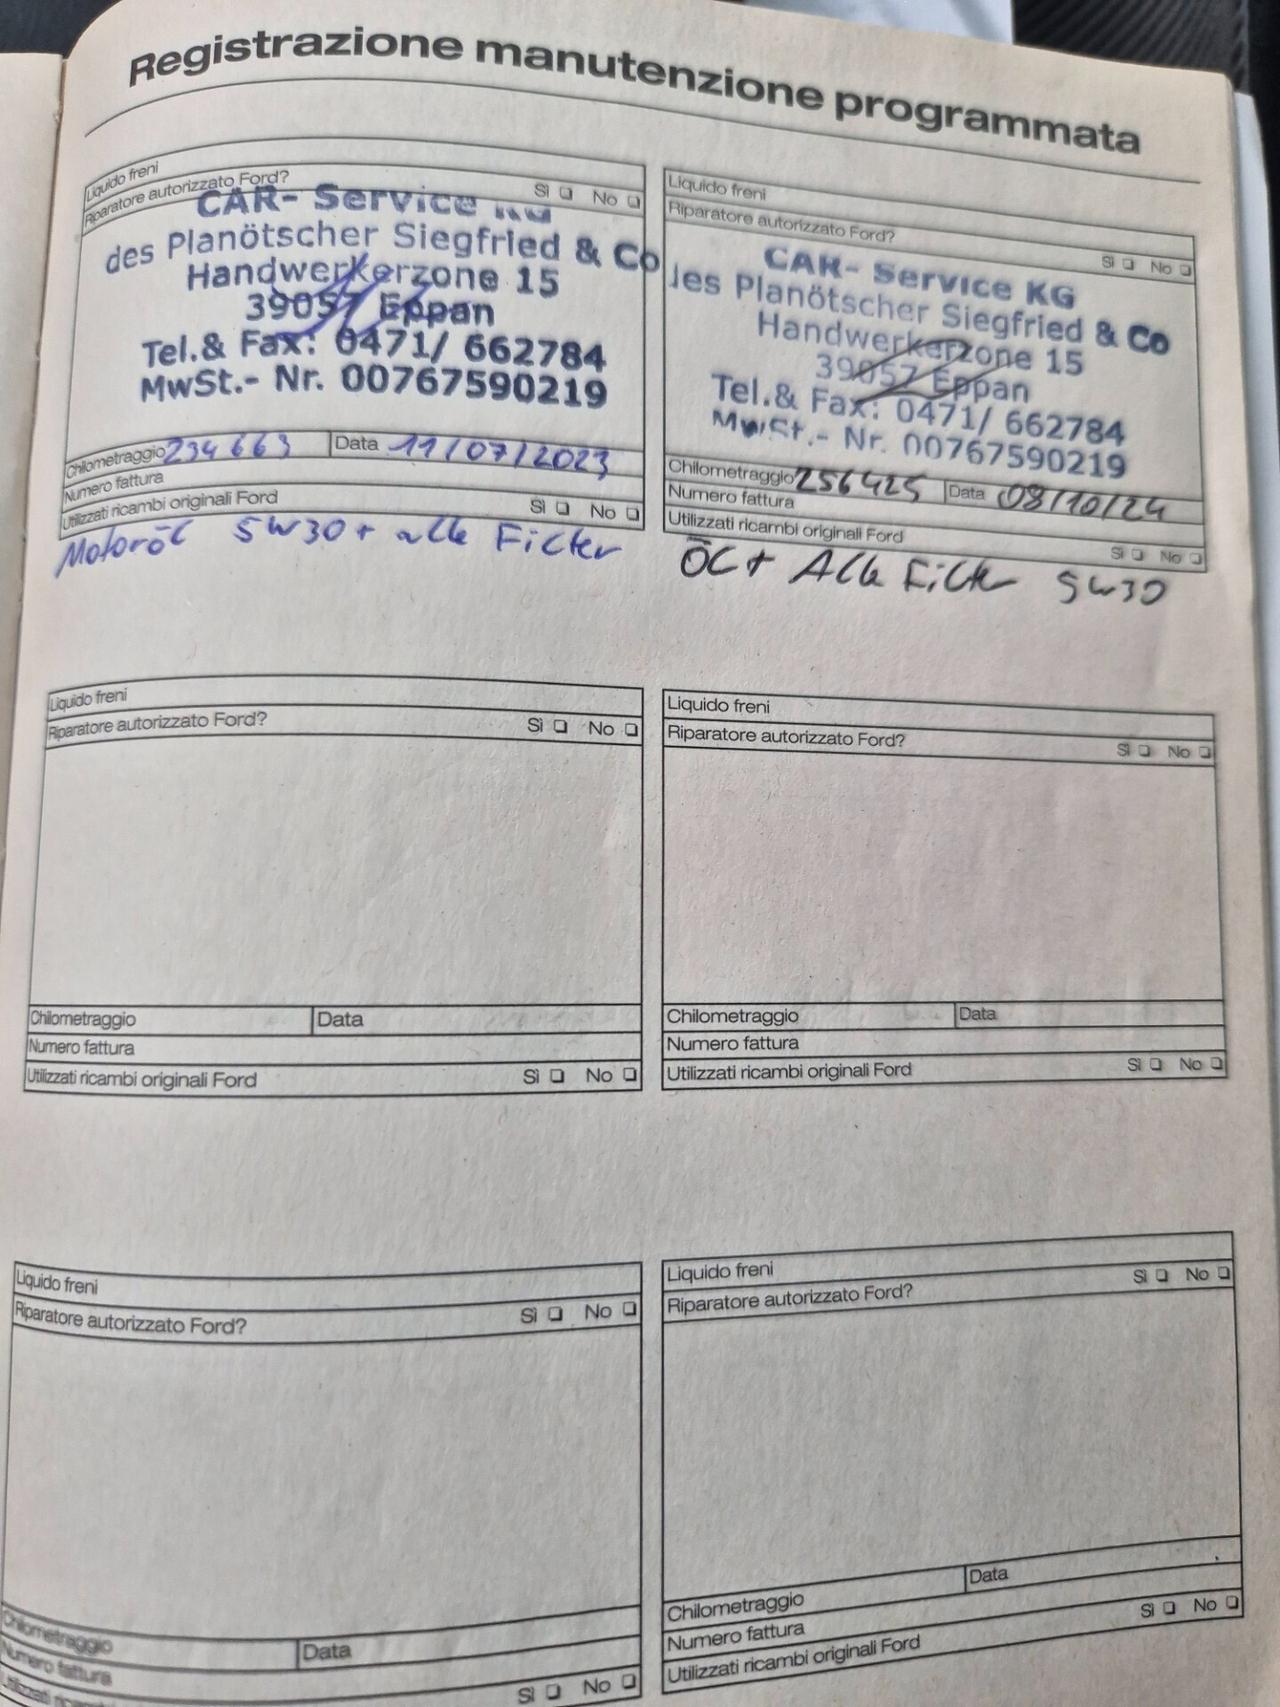 Registrazione manutenzione programmata
Liquido freni
Riparatore autorizzato Ford? Sì ❑ No ❑
CAR- Service KG
des Planötscher Siegfried & Co
Handwerkerzone 15
39057 Eppan
Tel.& Fax: 0471/ 662784
MwSt.- Nr. 00767590219
Chilometraggio 234663 Data 11/07/2023
Numero fattura
Utilizzati ricambi originali Ford Sì ❑ No ❑
Motoröl 5W30 + alle Filter
Liquido freni
Riparatore autorizzato Ford? Sì ❑ No ❑
CAR- Service KG
des Planötscher Siegfried & Co
Handwerkerzone 15
39057 Eppan
Tel.& Fax: 0471/ 662784
MwSt.- Nr. 00767590219
Chilometraggio 256425 Data 08/10/24
Numero fattura
Utilizzati ricambi originali Ford Sì ❑ No ❑
Öl + Alle Filter 5W30
Liquido freni
Riparatore autorizzato Ford? Sì ❑ No ❑
Chilometraggio Data
Numero fattura
Utilizzati ricambi originali Ford Sì ❑ No ❑
Liquido freni
Riparatore autorizzato Ford? Sì ❑ No ❑
Chilometraggio Data
Numero fattura
Utilizzati ricambi originali Ford Sì ❑ No ❑
Liquido freni
Riparatore autorizzato Ford? Sì ❑ No ❑
Chilometraggio Data
Numero fattura
Utilizzati ricambi originali Ford Sì ❑ No ❑
Liquido freni
Riparatore autorizzato Ford? Sì ❑ No ❑
Chilometraggio Data
Numero fattura
Utilizzati ricambi originali Ford Sì ❑ No ❑